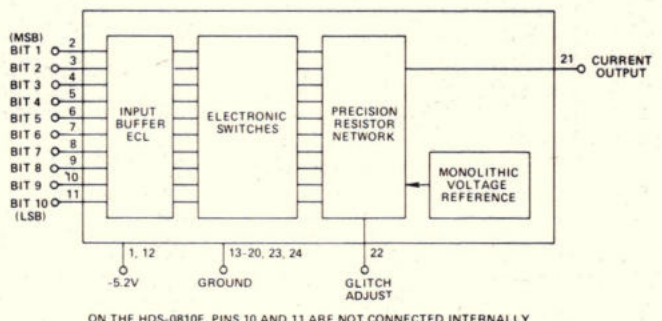 (MSB)
BIT 1 2
BIT 2 3
BIT 3 4
BIT 4 5
BIT 5 6
BIT 6 7
BIT 7 8
BIT 8 9
BIT 9 10
BIT 10 11
(LSB)
INPUT
BUFFER
ECL
ELECTRONIC
SWITCHES
PRECISION
RESISTOR
NETWORK
MONOLITHIC
VOLTAGE
REFERENCE
21 CURRENT
OUTPUT
1, 12
-5.2V
13-20, 23, 24
GROUND
22
GLITCH
ADJUST
ON THE HDS-0810E, PINS 10 AND 11 ARE NOT CONNECTED INTERNALLY